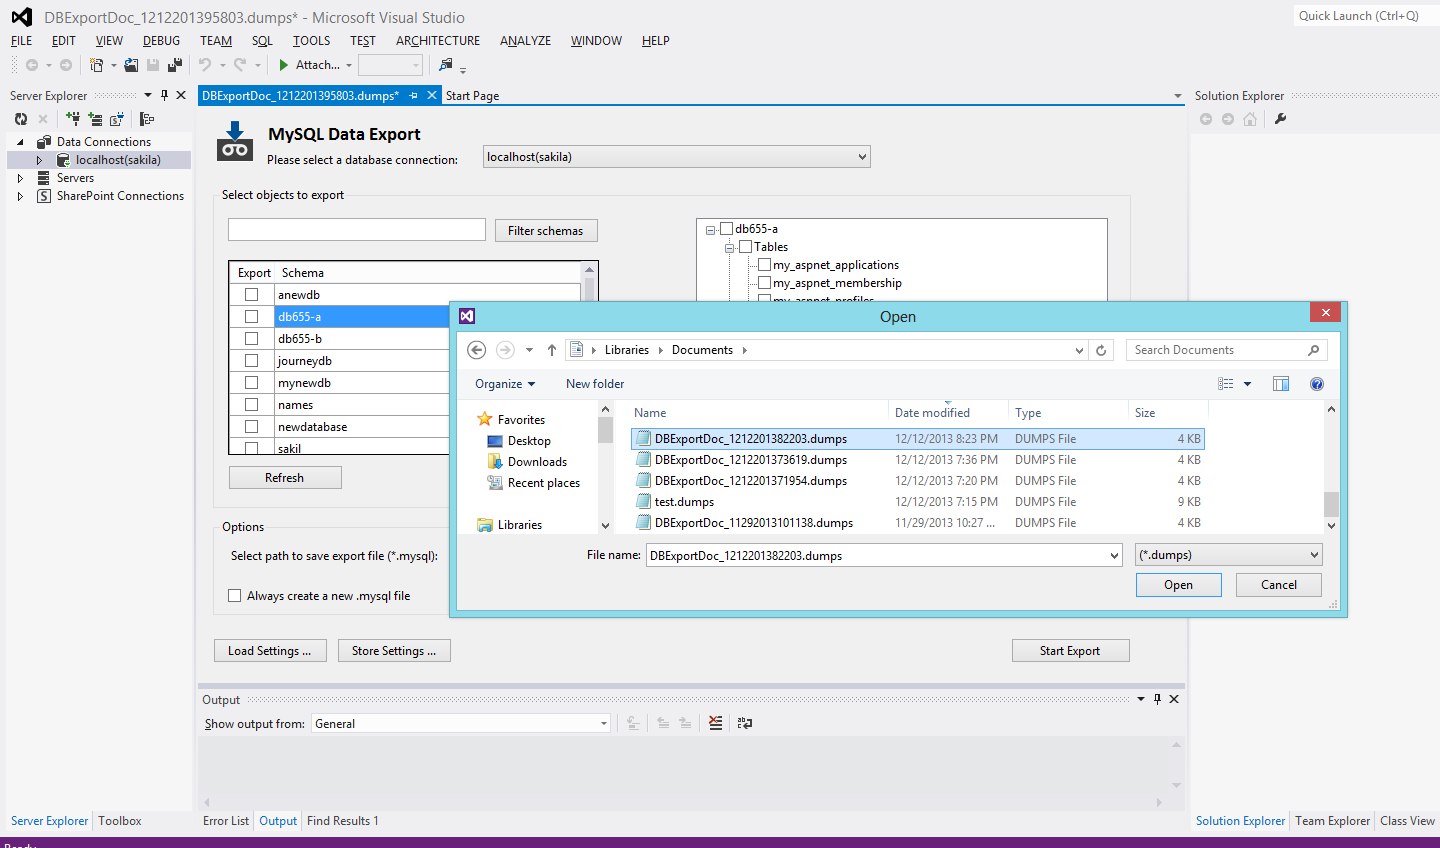 DBExportDoc_1212201395803.dumps* - Microsoft Visual Studio
Quick Launch (Ctrl+Q)
FILE EDIT VIEW DEBUG TEAM SQL TOOLS TEST ARCHITECTURE ANALYZE WINDOW HELP
Attach...
Server Explorer
DBExportDoc_1212201395803.dumps* Start Page
Solution Explorer
Data Connections
localhost(sakila)
Servers
SharePoint Connections
MySQL Data Export
Please select a database connection: localhost(sakila)
Select objects to export
Filter schemas
Export Schema
anewdb
db655-a
db655-b
journeydb
mynewdb
names
newdatabase
sakil
Refresh
db655-a
Tables
my_aspnet_applications
my_aspnet_membership
my_aspnet_profiles
Options
Select path to save export file (*.mysql):
Always create a new .mysql file
Load Settings ... Store Settings ... Start Export
Open
Libraries Documents
Search Documents
Organize New folder
Favorites
Desktop
Downloads
Recent places
Libraries
Name Date modified Type Size
DBExportDoc_1212201382203.dumps 12/12/2013 8:23 PM DUMPS File 4 KB
DBExportDoc_1212201373619.dumps 12/12/2013 7:36 PM DUMPS File 4 KB
DBExportDoc_1212201371954.dumps 12/12/2013 7:20 PM DUMPS File 4 KB
test.dumps 12/12/2013 7:15 PM DUMPS File 9 KB
DBExportDoc_11292013101138.dumps 11/29/2013 10:27 ... DUMPS File 4 KB
File name: DBExportDoc_1212201382203.dumps (*.dumps)
Open Cancel
Output
Show output from: General
Server Explorer Toolbox
Error List Output Find Results 1
Solution Explorer Team Explorer Class View
Ready